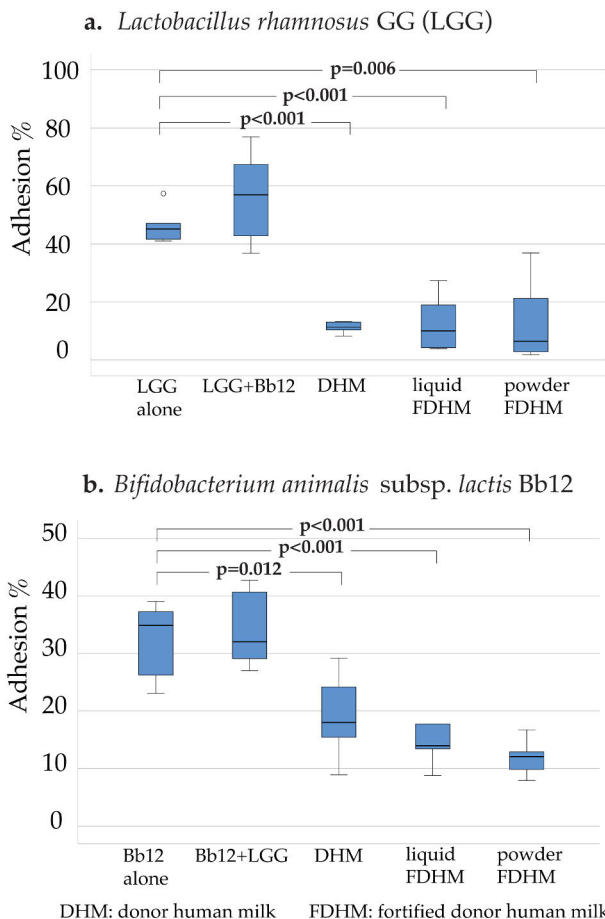 a. Lactobacillus rhamnosus GG (LGG)
100
80
60
40
20
0
Adhesion %
p=0.006
p<0.001
p<0.001
LGG alone
LGG+Bb12
DHM
liquid FDHM
powder FDHM
b. Bifidobacterium animalis subsp. lactis Bb12
50
40
30
20
10
0
Adhesion %
p<0.001
p<0.001
p=0.012
Bb12 alone
Bb12+LGG
DHM
liquid FDHM
powder FDHM
DHM: donor human milk FDHM: fortified donor human milk